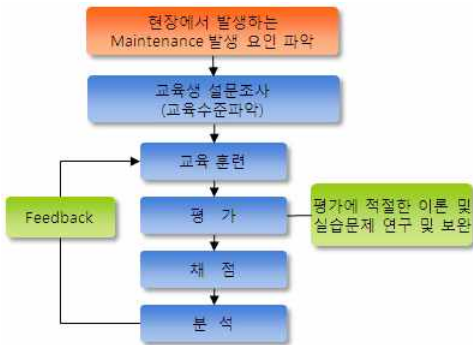 현장에서 발생하는
Maintenance 발생 요인 파악
교육생 설문조사
(교육수준파악)
교육 훈련
Feedback
평 가
평가에 적절한 이론 및
실습문제 연구 및 보완
채 점
분 석